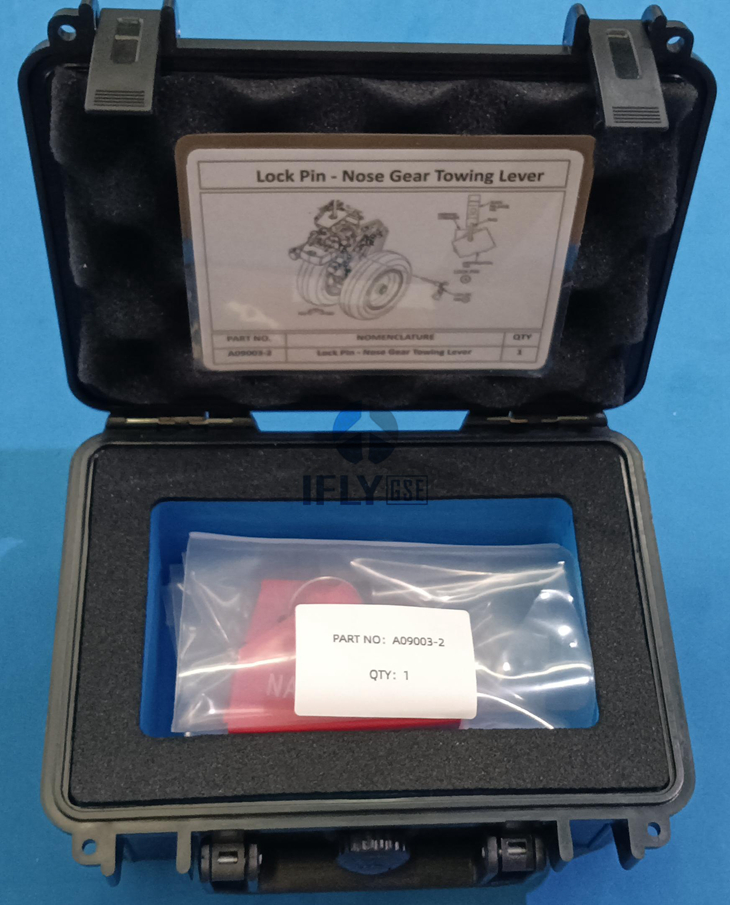 Lock Pin - Nose Gear Towing Lever
PART NO. NOMENCLATURE QTY
A09003-2 Lock Pin - Nose Gear Towing Lever 1
IFLY GSE
NA
PART NO: A09003-2
QTY: 1